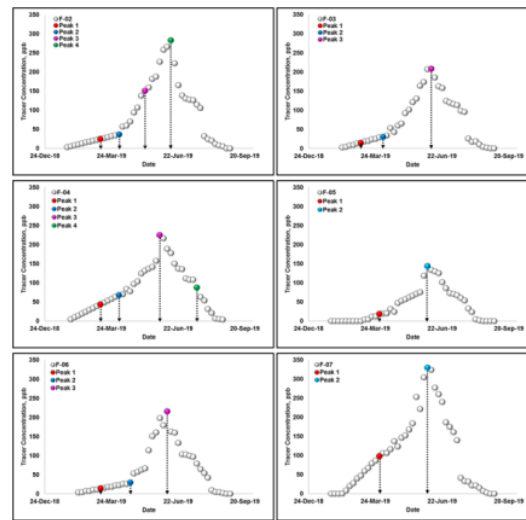 Tracer Concentration, ppb
350
300
250
200
150
100
50
0
F-02
Peak 1
Peak 2
Peak 3
Peak 4
24-Dec-18 24-Mar-19 22-Jun-19 20-Sep-19
Date
Tracer Concentration, ppb
350
300
250
200
150
100
50
0
F-03
Peak 1
Peak 2
Peak 3
24-Dec-18 24-Mar-19 22-Jun-19 20-Sep-19
Date
Tracer Concentration, ppb
350
300
250
200
150
100
50
0
F-04
Peak 1
Peak 2
Peak 3
Peak 4
24-Dec-18 24-Mar-19 22-Jun-19 20-Sep-19
Date
Tracer Concentration, ppb
350
300
250
200
150
100
50
0
F-05
Peak 1
Peak 2
24-Dec-18 24-Mar-19 22-Jun-19 20-Sep-19
Date
Tracer Concentration, ppb
350
300
250
200
150
100
50
0
F-06
Peak 1
Peak 2
Peak 3
24-Dec-18 24-Mar-19 22-Jun-19 20-Sep-19
Date
Tracer Concentration, ppb
350
300
250
200
150
100
50
0
F-07
Peak 1
Peak 2
24-Dec-18 24-Mar-19 22-Jun-19 20-Sep-19
Date